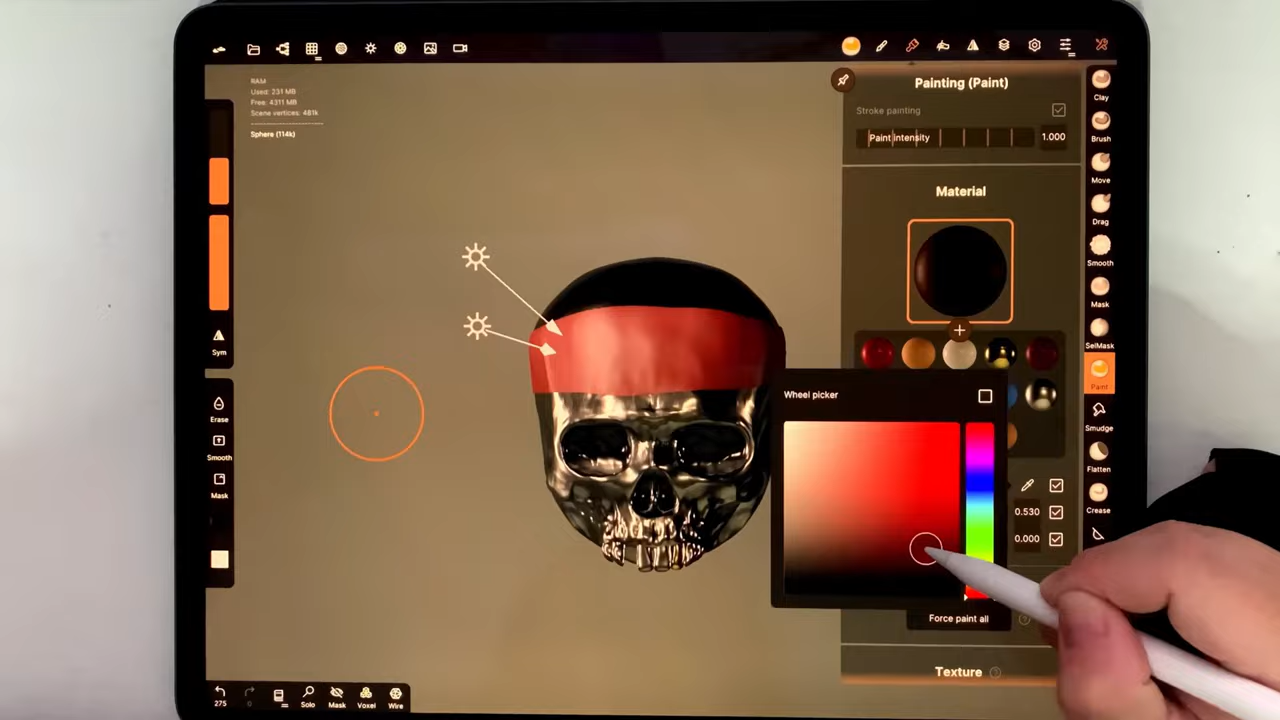 RAM
Used: 231 MB
Free: 4311 MB
Scene vertices: 481k
Sphere (114k)
Sym
Erase
Smooth
Mask
275
0
Solo
Mask
Voxel
Wire
Painting (Paint)
Stroke painting
Paint intensity
1.000
Material
Wheel picker
0.530
0.000
Force paint all
Texture
Clay
Brush
Move
Drag
Smooth
Mask
SelMask
Paint
Smudge
Flatten
Crease